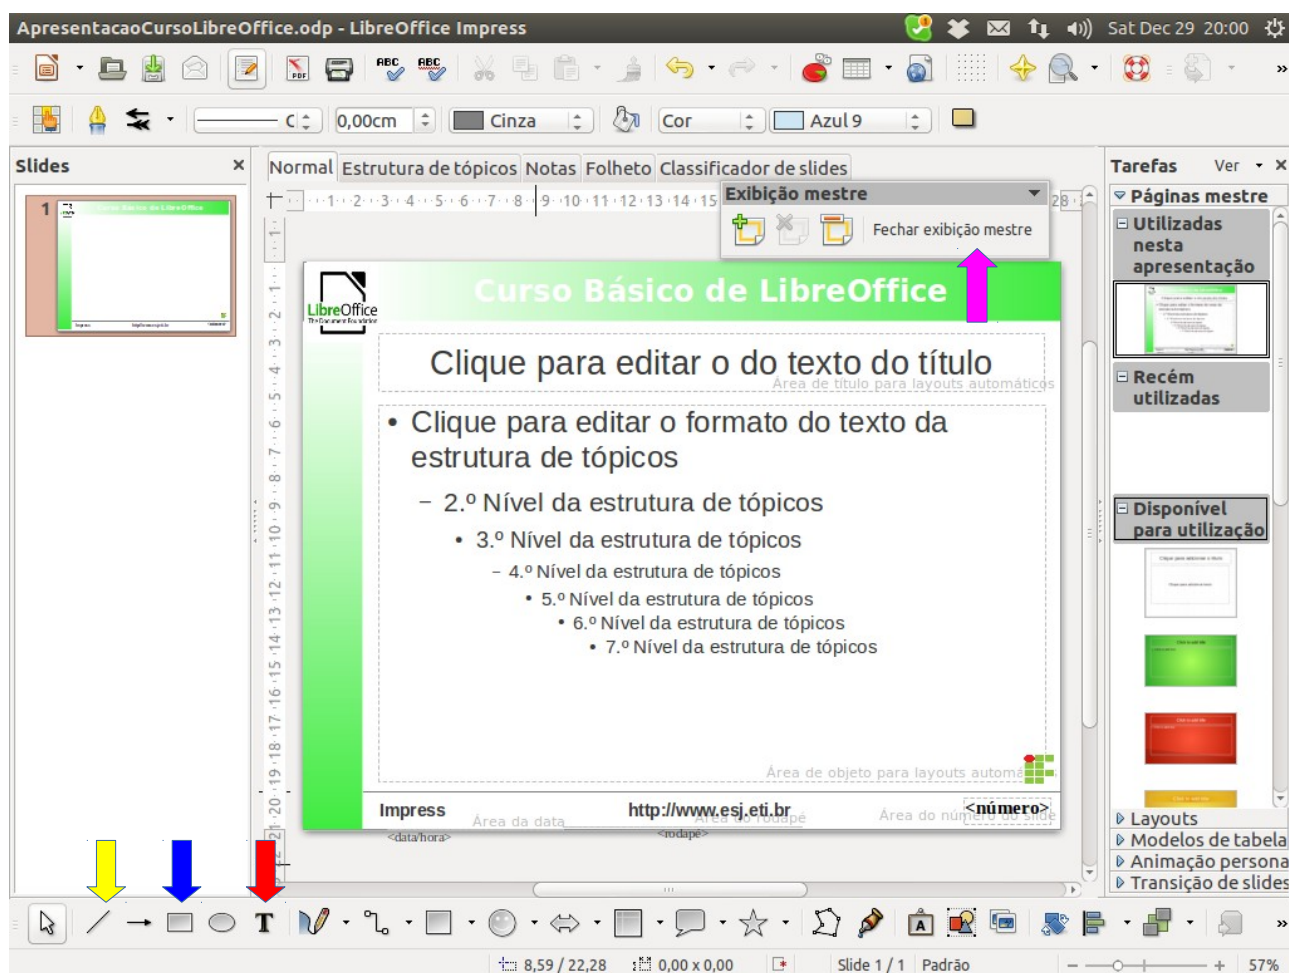 ApresentacaoCursoLibreOffice.odp - LibreOffice Impress
Sat Dec 29 20:00
PDF
ABC
ABC
C
0,00cm
Cinza
Cor
Azul 9
Slides
Normal
Estrutura de tópicos
Notas
Folheto
Classificador de slides
Tarefas
Ver
Exibição mestre
Fechar exibição mestre
1
Páginas mestre
Utilizadas
nesta
apresentação
LibreOffice
The Document Foundation
Curso Básico de LibreOffice
Clique para editar o do texto do título
Área de título para layouts automáticos
Recém
utilizadas
• Clique para editar o formato do texto da
estrutura de tópicos
– 2.º Nível da estrutura de tópicos
• 3.º Nível da estrutura de tópicos
– 4.º Nível da estrutura de tópicos
• 5.º Nível da estrutura de tópicos
• 6.º Nível da estrutura de tópicos
• 7.º Nível da estrutura de tópicos
Disponível
para utilização
Área de objeto para layouts
Impress
http://www.esj.eti.br
<número>
Área da data
Área do rodapé
Área do número do slide
<data/hora>
<rodapé>
Layouts
Modelos de tabela
Animação persona
Transição de slides
T
A
8,59 / 22,28
0,00 x 0,00
Slide 1 / 1
Padrão
57%